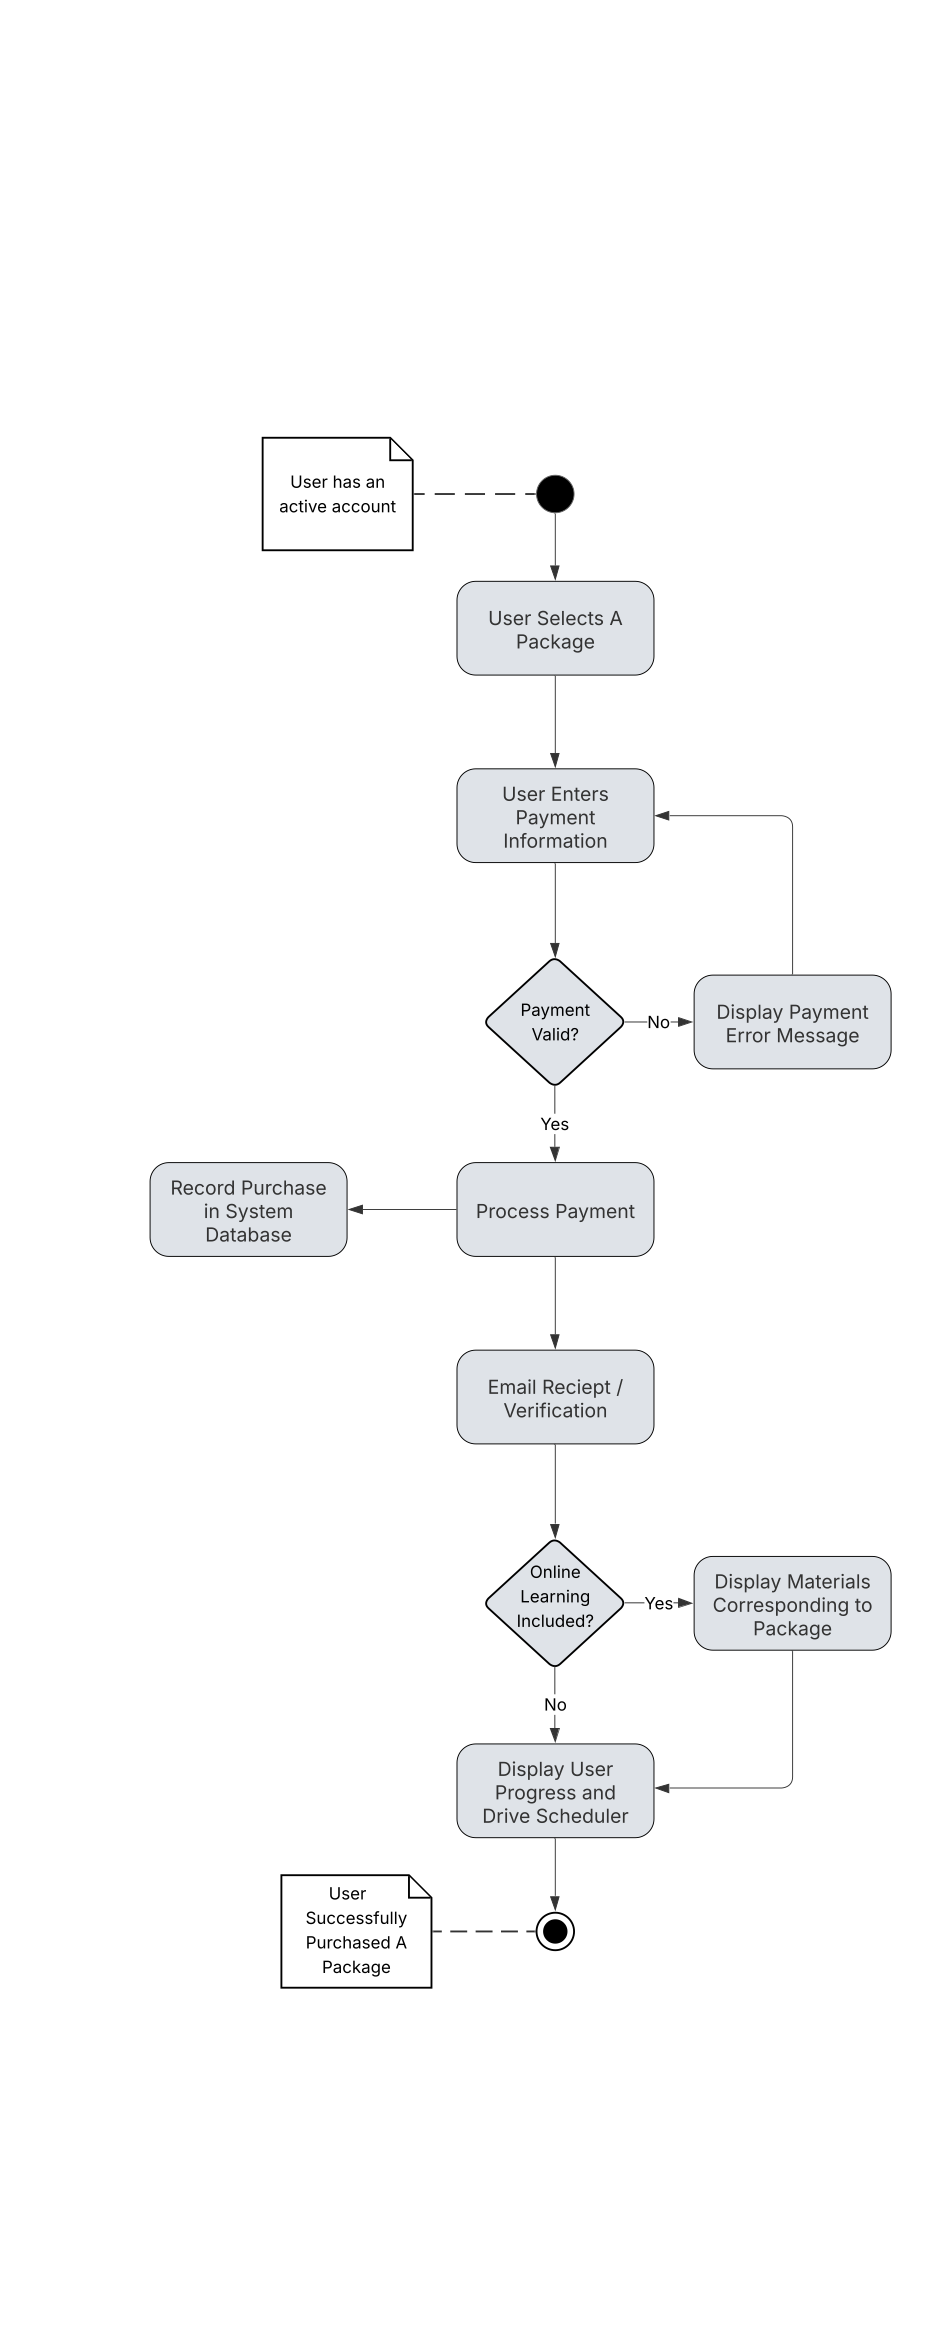 User has an
active account
User Selects A
Package
User Enters
Payment
Information
Payment
Valid?
No
Display Payment
Error Message
Yes
Record Purchase
in System
Database
Process Payment
Email Reciept /
Verification
Online
Learning
Included?
Yes
Display Materials
Corresponding to
Package
No
Display User
Progress and
Drive Scheduler
User
Successfully
Purchased A
Package